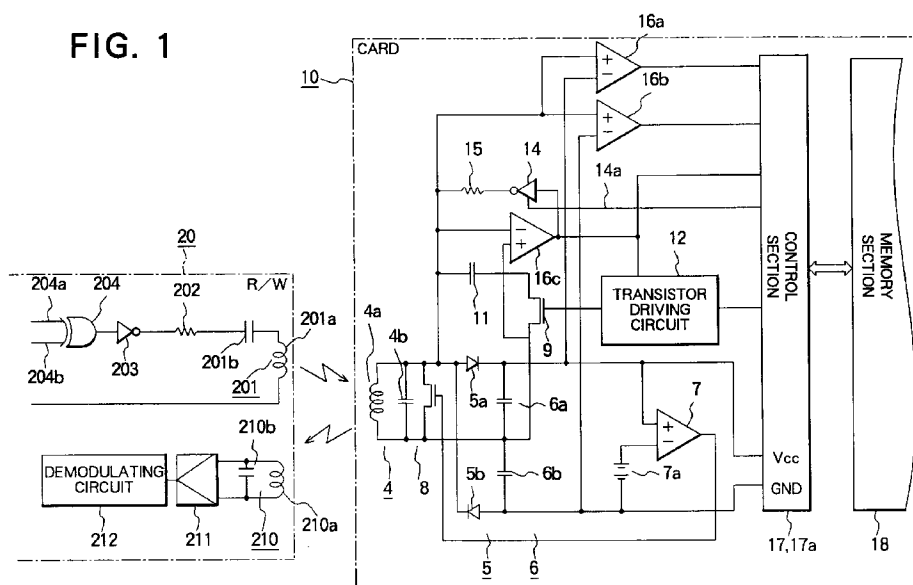 FIG. 1
CARD
10
16a
16b
+
−
+
−
15
14
14a
−
+
16c
12
TRANSISTOR
DRIVING
CIRCUIT
11
9
CONTROL
SECTION
MEMORY
SECTION
20
R/W
204a
204
202
201a
204b
203
201b
201
4a
4b
5a
6a
7
+
−
4
8
5b
6b
7a
Vcc
GND
5
6
17,17a
18
210b
DEMODULATING
CIRCUIT
212
211
210
210a